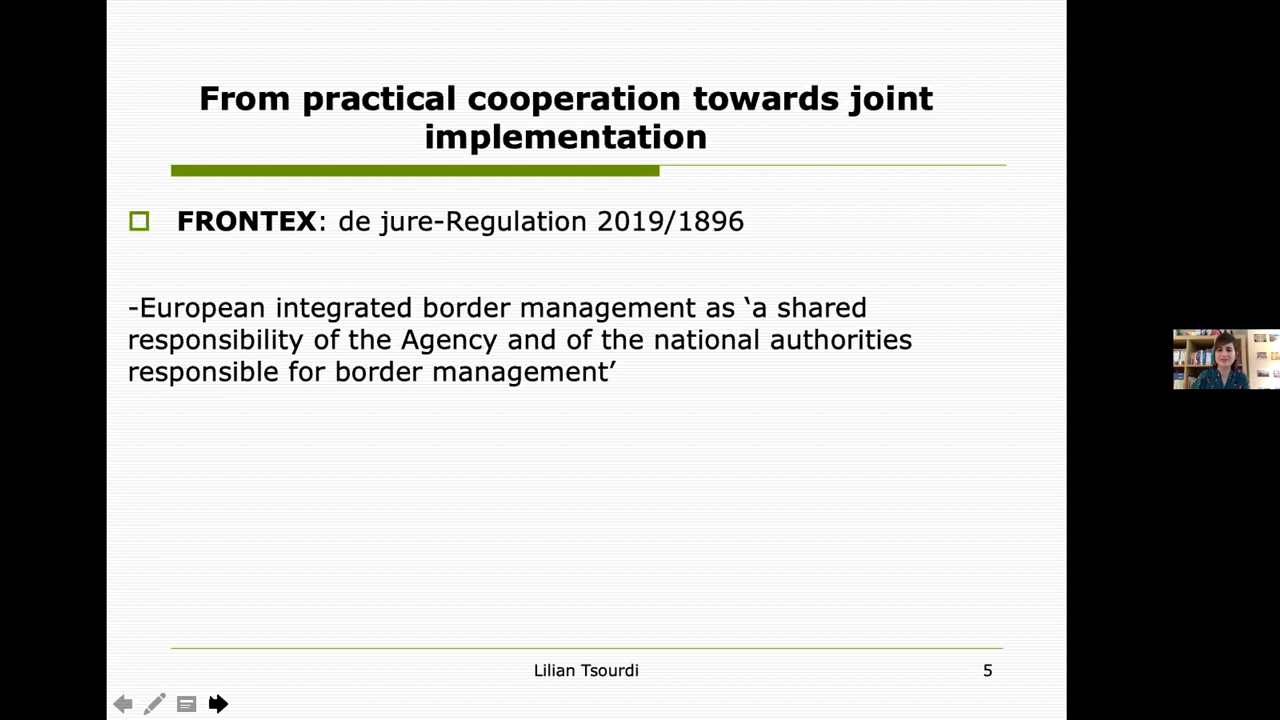 From practical cooperation towards joint
implementation
FRONTEX: de jure-Regulation 2019/1896
-European integrated border management as ‘a shared
responsibility of the Agency and of the national authorities
responsible for border management’
Lilian Tsourdi
5